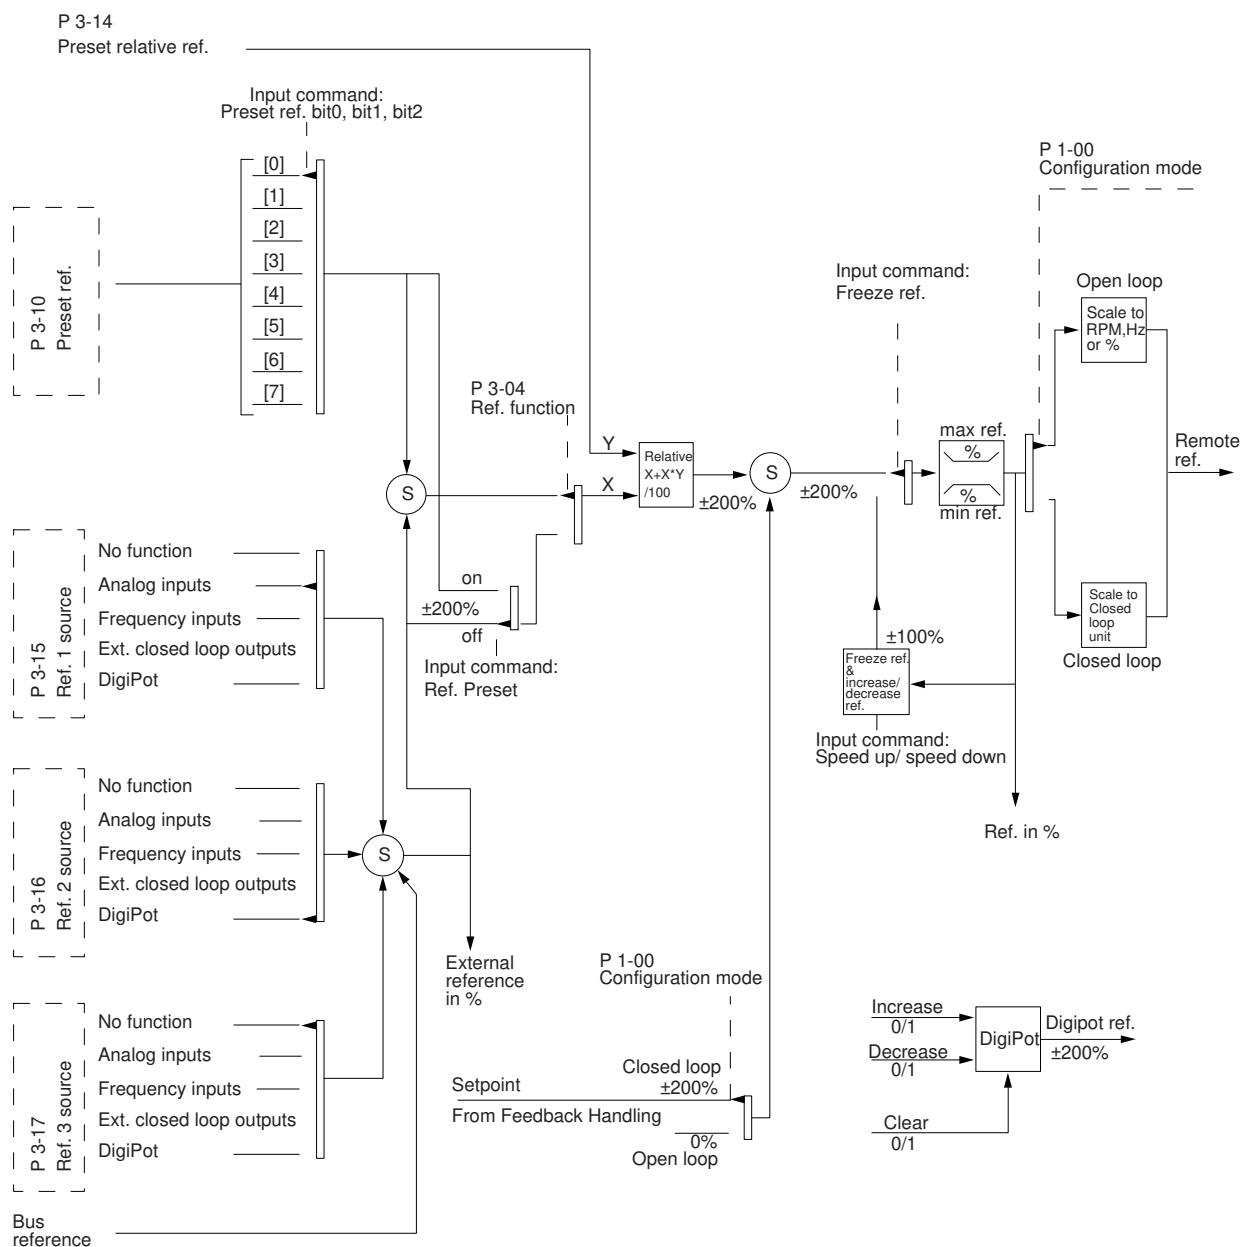 P 3-14
Preset relative ref.
Input command:
Preset ref. bit0, bit1, bit2
[0]
[1]
[2]
[3]
[4]
[5]
[6]
[7]
P 3-10
Preset ref.
P 1-00
Configuration mode
Input command:
Freeze ref.
Open loop
Scale to
RPM,Hz
or %
P 3-04
Ref. function
Y
X
Relative
X+X*Y
/100
±200%
S
±200%
max ref.
%
%
min ref.
Remote
ref.
S
P 3-15
Ref. 1 source
No function
Analog inputs
Frequency inputs
Ext. closed loop outputs
DigiPot
on
±200%
off
Input command:
Ref. Preset
±100%
Freeze ref.
&
increase/
decrease
ref.
Input command:
Speed up/ speed down
Scale to
Closed
loop
unit
Closed loop
Ref. in %
P 3-16
Ref. 2 source
No function
Analog inputs
Frequency inputs
Ext. closed loop outputs
DigiPot
S
External
reference
in %
P 1-00
Configuration mode
Closed loop
±200%
Setpoint
From Feedback Handling
0%
Open loop
Increase
0/1
Decrease
0/1
DigiPot
Digipot ref.
±200%
Clear
0/1
P 3-17
Ref. 3 source
No function
Analog inputs
Frequency inputs
Ext. closed loop outputs
DigiPot
Bus
reference